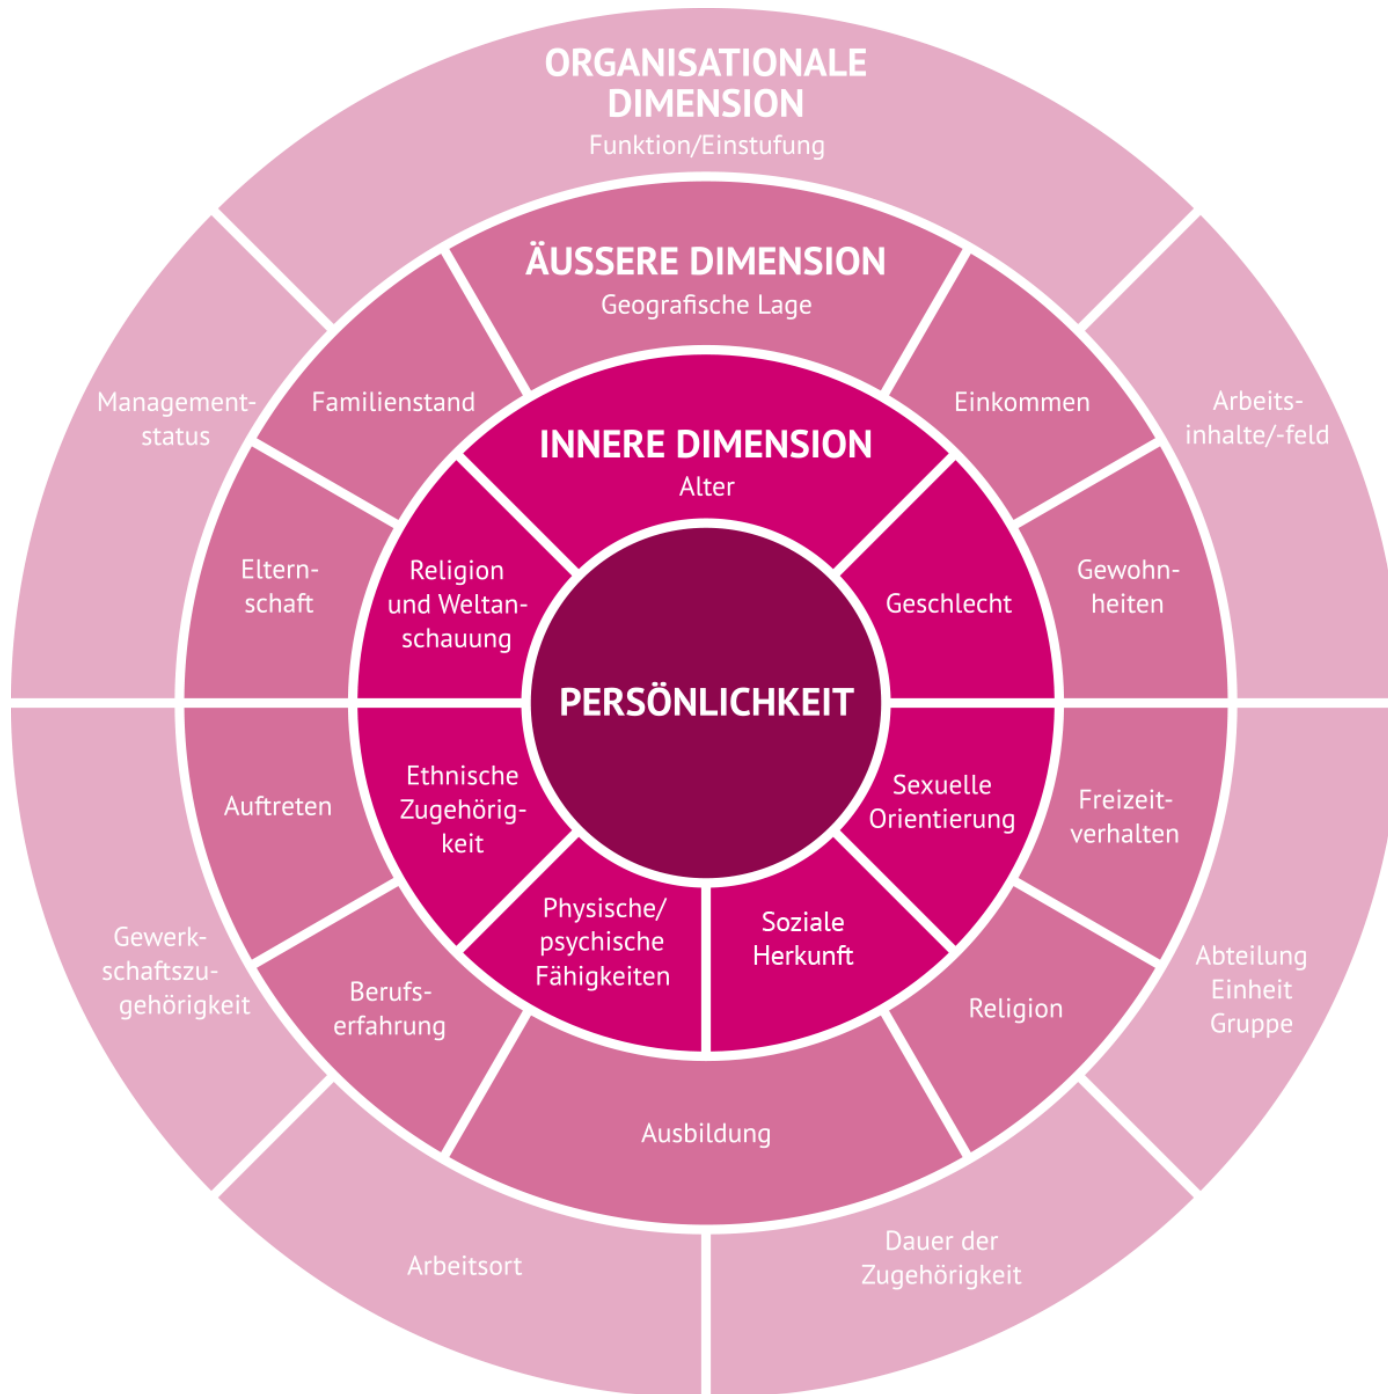 ORGANISATIONALE
DIMENSION
Funktion/Einstufung
ÄUSSERE DIMENSION
Geografische Lage
Management-
status
Familienstand
Einkommen
Arbeits-
inhalte/-feld
INNERE DIMENSION
Alter
Eltern-
schaft
Religion
und Weltan-
schauung
Geschlecht
Gewohn-
heiten
PERSÖNLICHKEIT
Auftreten
Ethnische
Zugehörig-
keit
Sexuelle
Orientierung
Freizeit-
verhalten
Physische/
psychische
Fähigkeiten
Soziale
Herkunft
Gewerk-
schaftszu-
gehörigkeit
Berufs-
erfahrung
Religion
Abteilung
Einheit
Gruppe
Ausbildung
Arbeitsort
Dauer der
Zugehörigkeit